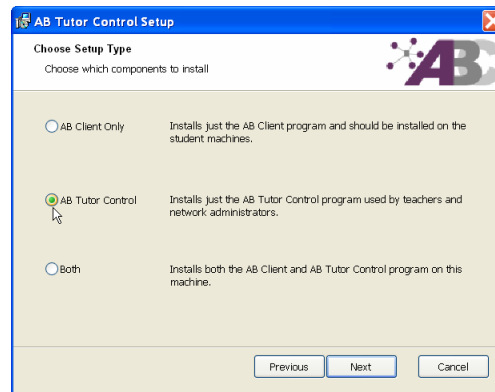 AB Tutor Control Setup
Choose Setup Type
Choose which components to install
ABC
AB Client Only
Installs just the AB Client program and should be installed on the
student machines.
AB Tutor Control
Installs just the AB Tutor Control program used by teachers and
network administrators.
Both
Installs both the AB Client and AB Tutor Control program on this
machine.
Previous
Next
Cancel